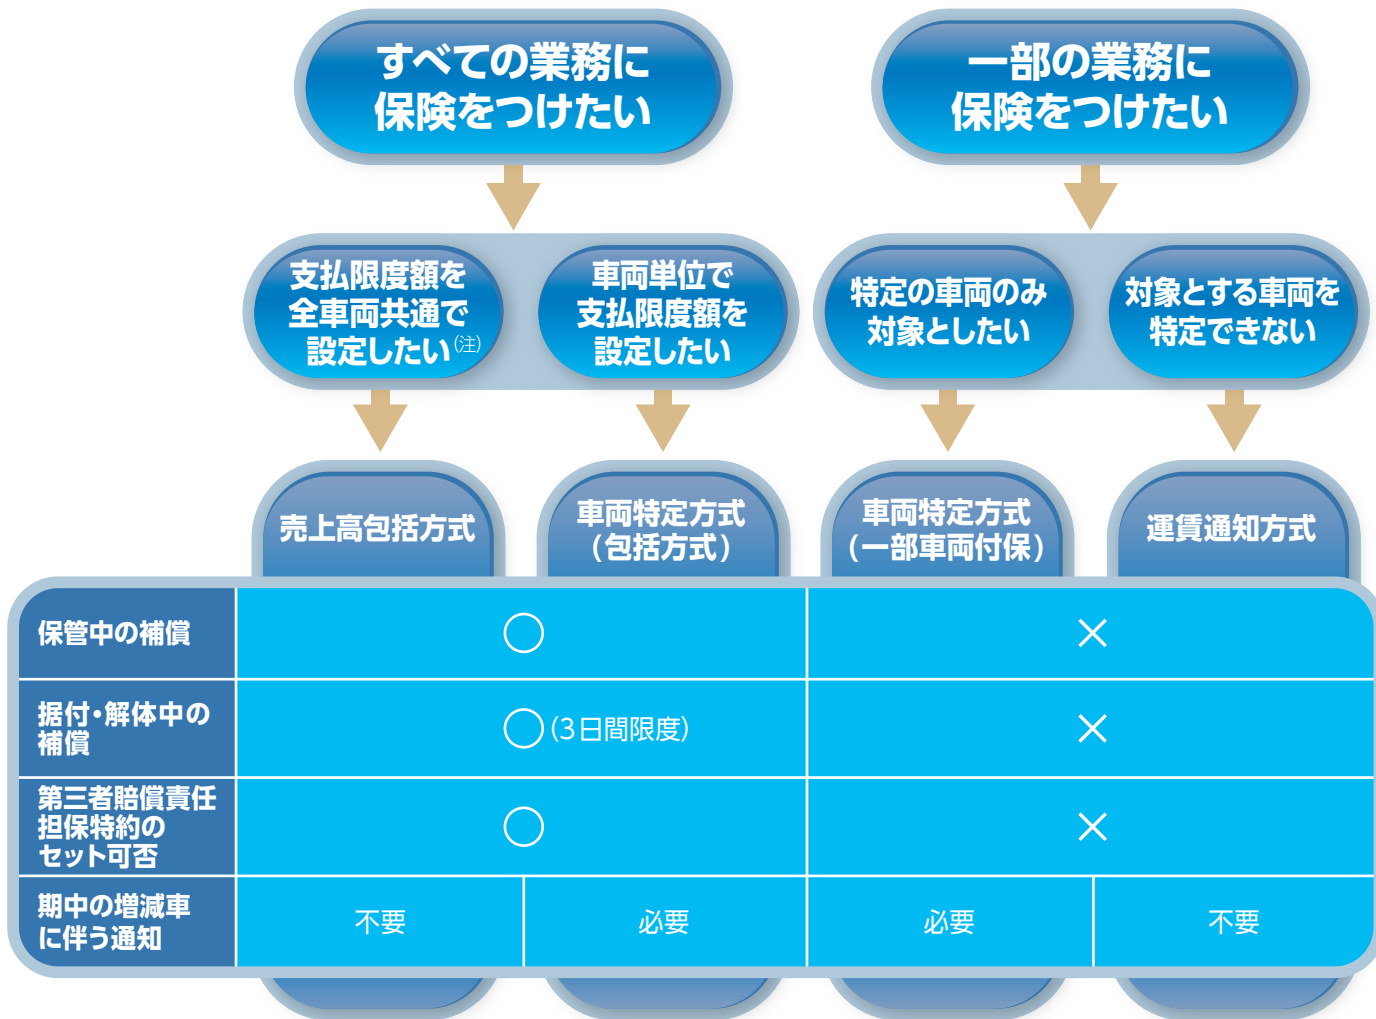 すべての業務に
保険をつけたい
一部の業務に
保険をつけたい
支払限度額を
全車両共通で
設定したい(注)
車両単位で
支払限度額を
設定したい
特定の車両のみ
対象としたい
対象とする車両を
特定できない
売上高包括方式
車両特定方式
(包括方式)
車両特定方式
(一部車両付保)
運賃通知方式
保管中の補償
○
×
据付・解体中の
補償
○(3日間限度)
×
第三者賠償責任
担保特約の
セット可否
○
×
期中の増減車
に伴う通知
不要
必要
必要
不要